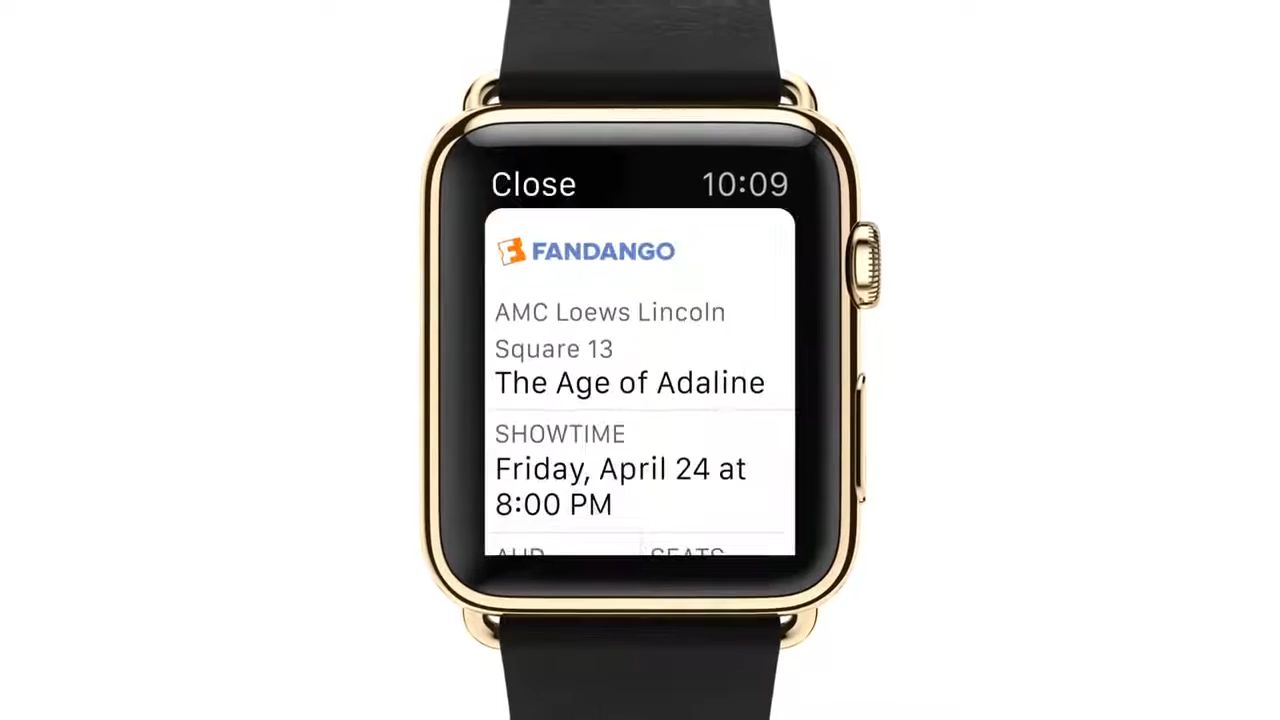 Close
10:09
FANDANGO
AMC Loews Lincoln
Square 13
The Age of Adaline
SHOWTIME
Friday, April 24 at
8:00 PM
SEATS